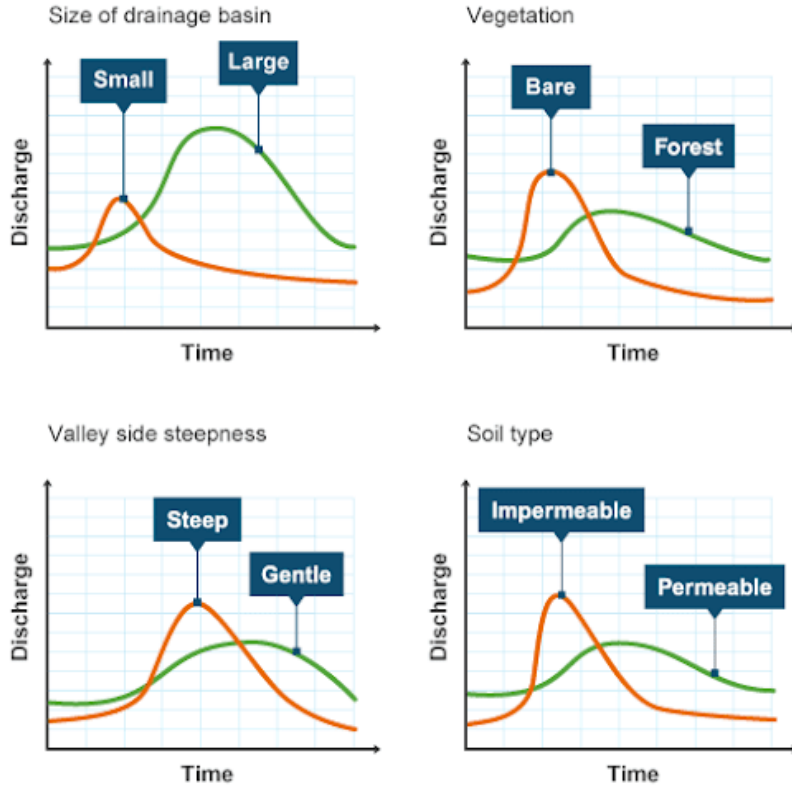 Size of drainage basin
Small
Large
Discharge
Time
Vegetation
Bare
Forest
Discharge
Time
Valley side steepness
Steep
Gentle
Discharge
Time
Soil type
Impermeable
Permeable
Discharge
Time